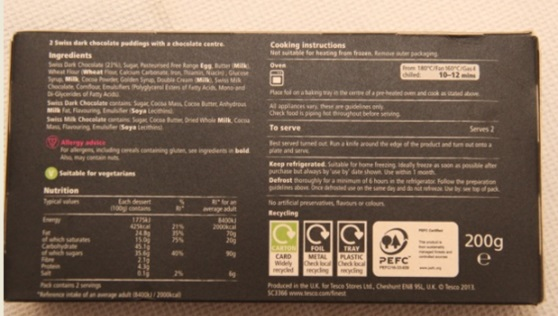 2 Swiss dark chocolate puddings with a chocolate centre.
Ingredients
Swiss Dark Chocolate (22%), Sugar, Pasteurised Free Range Egg, Butter (Milk),
Wheat Flour (Wheat Flour, Calcium Carbonate, Iron, Thiamin, Niacin), Glucose
Syrup, Milk, Cocoa Powder, Golden Syrup, Double Cream (Milk), Swiss Milk
Chocolate, Cornflour, Emulsifiers (Polyglycerol Esters of Fatty Acids, Mono and
Di-Glycerides of Fatty Acids).
Swiss Dark Chocolate contains: Sugar, Cocoa Mass, Cocoa Butter, Anhydrous
Milk Fat, Flavouring, Emulsifier (Soya Lecithins).
Swiss Milk Chocolate contains: Sugar, Cocoa Butter, Dried Whole Milk, Cocoa
Mass, Flavouring, Emulsifier (Soya Lecithins).
Allergy advice
For allergens, including cereals containing gluten, see ingredients in bold.
Also, may contain nuts.
V Suitable for vegetarians
Nutrition
Typical values Each dessert (100g) contains % RI* RI* for an average adult
Energy 1775kJ 8400kJ
425kcal 21% 2000kcal
Fat 24.8g 35% 70g
of which saturates 15.0g 75% 20g
Carbohydrate 45.1g
of which sugars 35.6g 40% 90g
Fibre
Protein 4.3g
Salt 0.1g 2% 6g
Pack contains 2 servings
*Reference intake of an average adult (8400kJ / 2000kcal)
Cooking instructions
Not suitable for heating from frozen. Remove outer packaging.
Oven
From chilled: 180°C/Fan 160°C/Gas 4
10-12 mins
Place foil on a baking tray in the centre of a pre-heated oven and cook as stated above.
All appliances vary, these are guidelines only.
Check food is piping hot throughout before serving.
To serve Serves 2
Best served turned out. Run a knife around the edge of the product and turn out onto a
plate and serve.
Keep refrigerated. Suitable for home freezing. Ideally freeze as soon as possible after
purchase but always by 'use by' date shown. Use within 1 month.
Defrost thoroughly for a minimum of 6 hours in the refrigerator. Follow the preparation
guidelines above. Once defrosted use on the same day and do not refreeze. Use by: see top of pack.
No artificial preservatives, flavours or colours.
Recycling
CARTON
CARD
Widely
recycled
FOIL
METAL
Check local
recycling
TRAY
PLASTIC
Check local
recycling
PEFC
PEFC Certified
www.pefc.org
200g
e
Produced in the U.K. for Tesco Stores Ltd., Cheshunt EN8 9SL, U.K. © Tesco 2013.
SC3366 www.tesco.com/finest